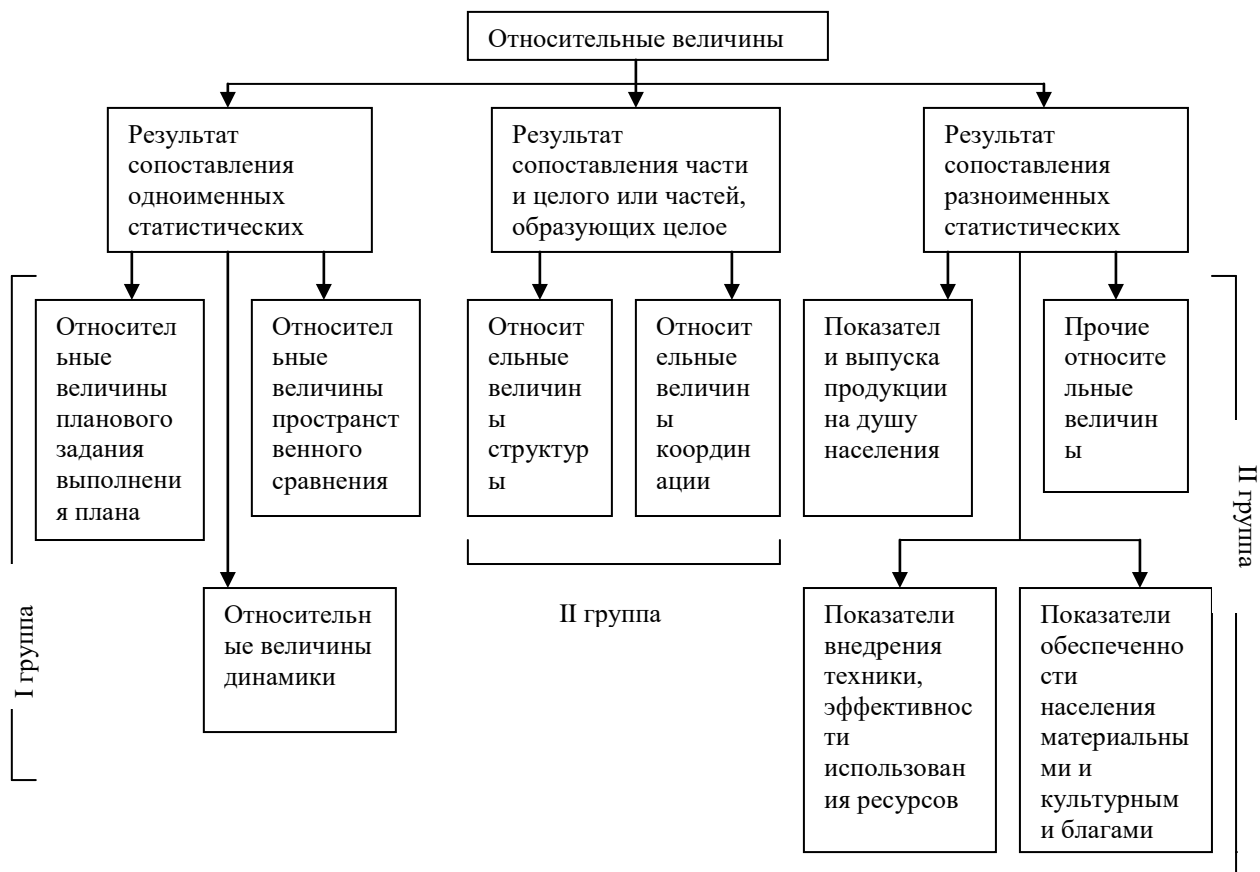 Относительные величины
Результат
сопоставления
одноименных
статистических
Результат
сопоставления части
и целого или частей,
образующих целое
Результат
сопоставления
разноименных
статистических
Относител
ьные
величины
планового
задания
выполнени
я плана
Относител
ьные
величины
пространст
венного
сравнения
Относит
ельные
величин
ы
структур
ы
Относит
ельные
величин
ы
координ
ации
Показател
и выпуска
продукции
на душу
населения
Прочие
относите
льные
величин
ы
I группа
Относительн
ые величины
динамики
II группа
Показатели
внедрения
техники,
эффективнос
ти
использован
ия ресурсов
Показатели
обеспеченно
сти
населения
материальны
ми и
культурным
и благами
II группа